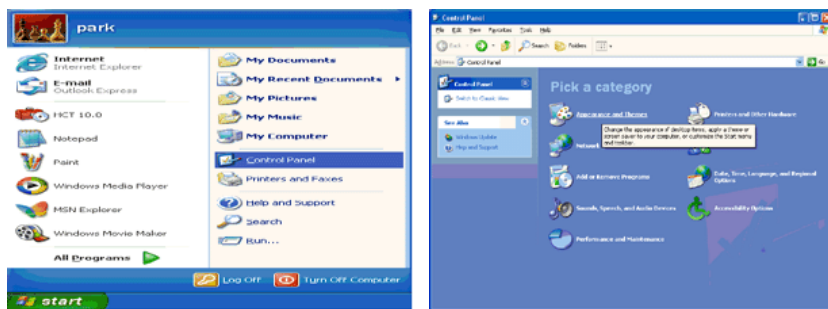 park
Internet
Internet Explorer
E-mail
Outlook Express
HCT 10.0
Notepad
Paint
Windows Media Player
MSN Explorer
Windows Movie Maker
All Programs
My Documents
My Recent Documents
My Pictures
My Music
My Computer
Control Panel
Printers and Faxes
Help and Support
Search
Run...
Log Off
Turn Off Computer
start
Control Panel
File Edit View Favorites Tools Help
Back Search Folders
Address Control Panel Go
Control Panel
Switch to Classic View
See Also
Windows Update
Help and Support
Pick a category
Appearance and Themes
Printers and Other Hardware
Change the appearance of desktop items, apply a theme or
screen saver to your computer, or customize the Start menu
and taskbar.
Network
Add or Remove Programs
Date, Time, Language, and Regional
Options
Sounds, Speech, and Audio Devices
Accessibility Options
Performance and Maintenance